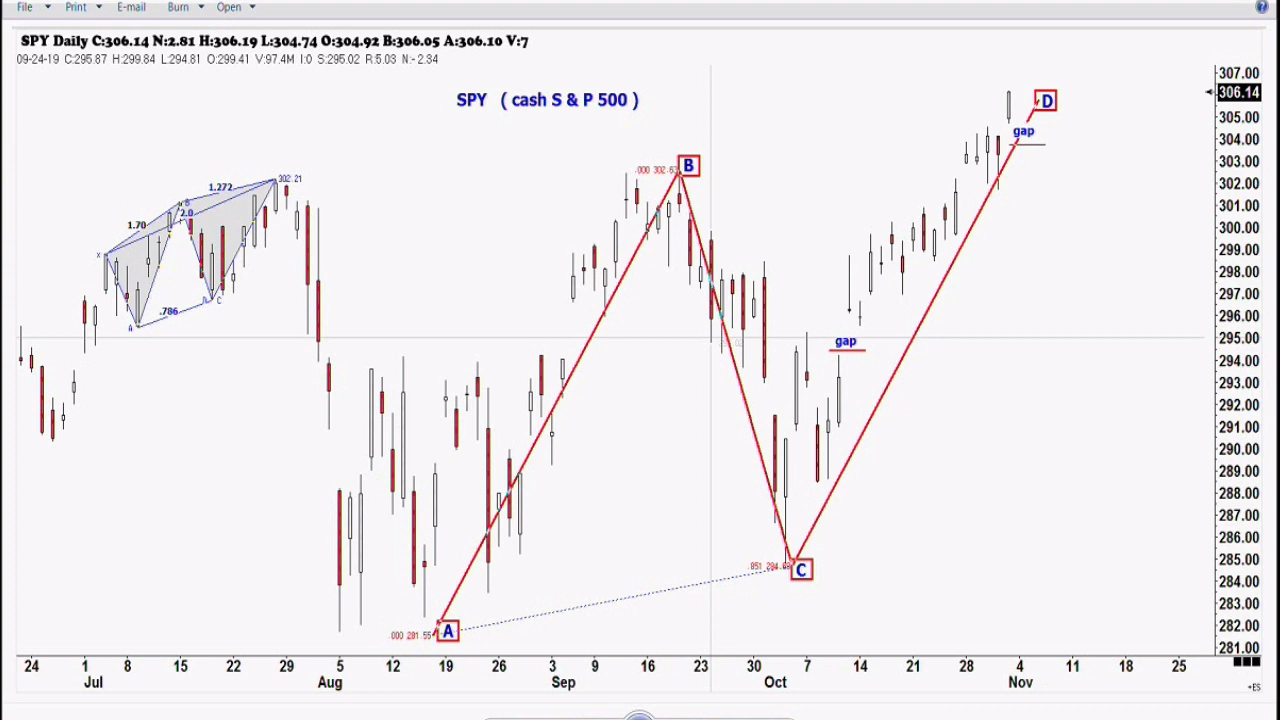 File Print E-mail Burn Open
SPY Daily C:306.14 N:2.81 H:306.19 L:304.74 O:304.92 B:306.05 A:306.10 V:7
09-24-19 C:295.87 H:299.84 L:294.81 O:299.41 V:97.4M I:0 S:295.02 R:5.03 N:-2.34
SPY ( cash S & P 500 )
307.00
306.14
305.00
304.00
303.00
302.00
301.00
300.00
299.00
298.00
297.00
296.00
295.00
294.00
293.00
292.00
291.00
290.00
289.00
288.00
287.00
286.00
285.00
284.00
283.00
282.00
281.00
D
gap
B
302.21
1.272
1.70
2.0
B
X
.786
A
C
gap
C
A
.000 281.55
24 1 8 15 22 29 5 12 19 26 3 9 16 23 30 7 14 21 28 4 11 18 25
Jul Aug Sep Oct Nov
+ES